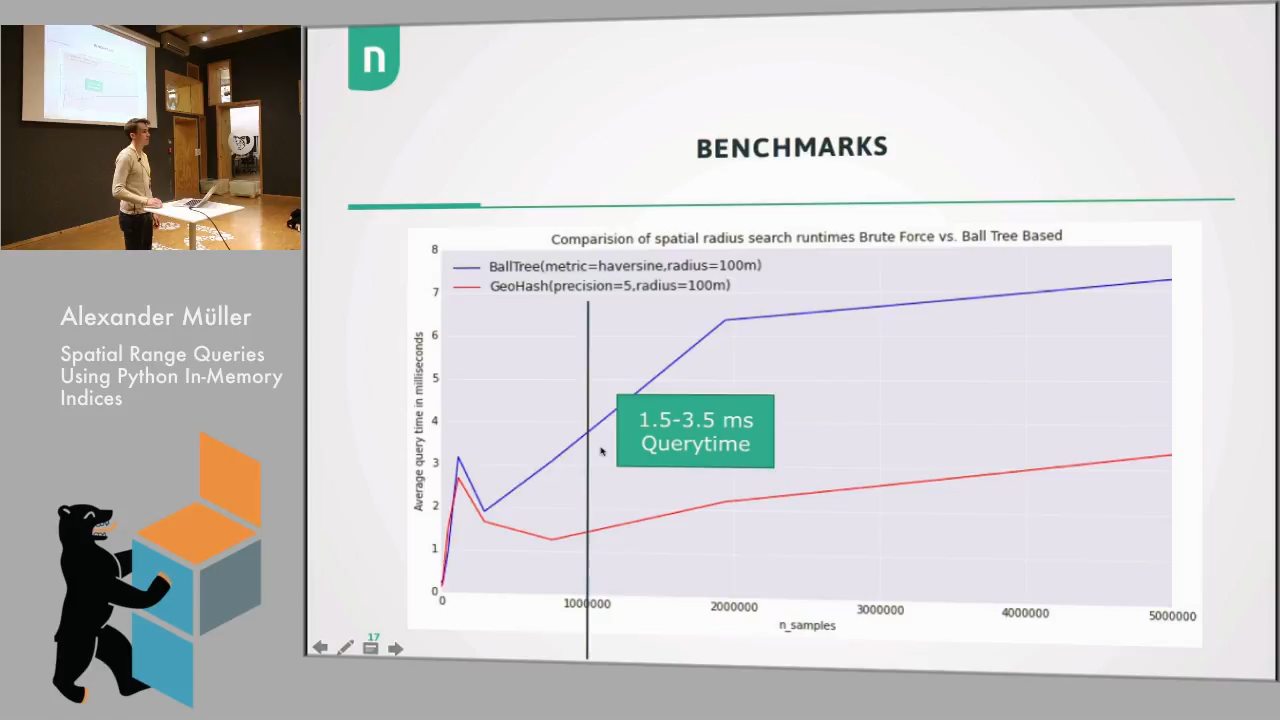 n
BENCHMARKS
Comparision of spatial radius search runtimes Brute Force vs. Ball Tree Based
BallTree(metric=haversine,radius=100m)
GeoHash(precision=5,radius=100m)
Average query time in milliseconds
8
7
6
5
4
3
2
1
0
1.5-3.5 ms
Querytime
0
1000000
2000000
3000000
4000000
5000000
n_samples
17
Alexander Müller
Spatial Range Queries
Using Python In-Memory
Indices